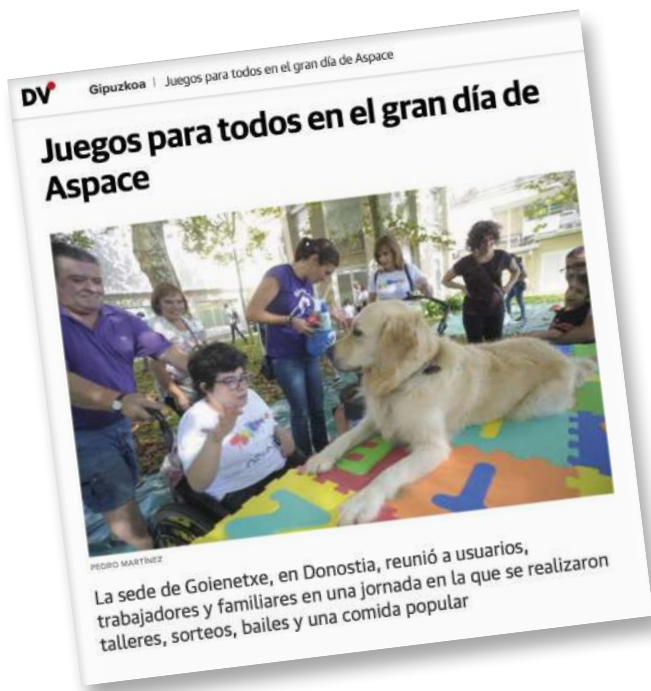 DV
Gipuzkoa | Juegos para todos en el gran día de Aspace
Juegos para todos en el gran día de
Aspace
PEDRO MARTÍNEZ
La sede de Goienetxe, en Donostia, reunió a usuarios,
trabajadores y familiares en una jornada en la que se realizaron
talleres, sorteos, bailes y una comida popular